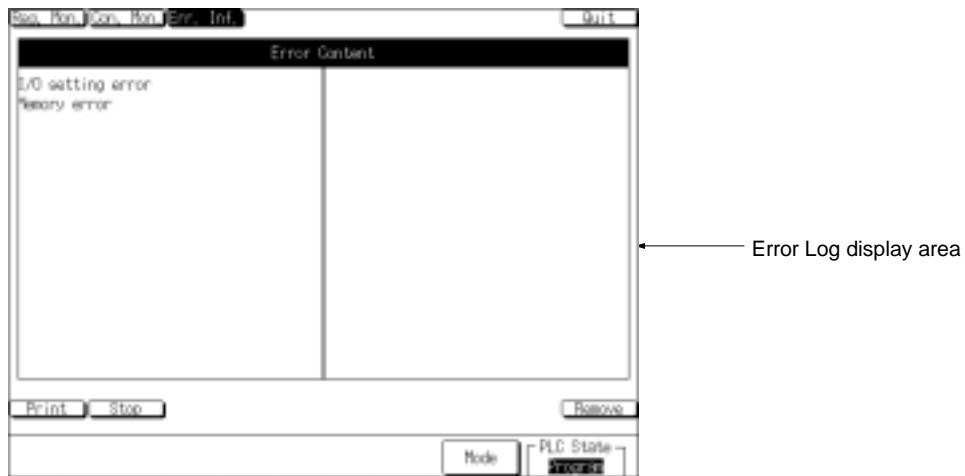 Reg. Mon. Con. Mon Err. Inf. Quit
Error Content
I/O setting error
Memory error
Error Log display area
Print Stop Remove
Mode PLC State
Program